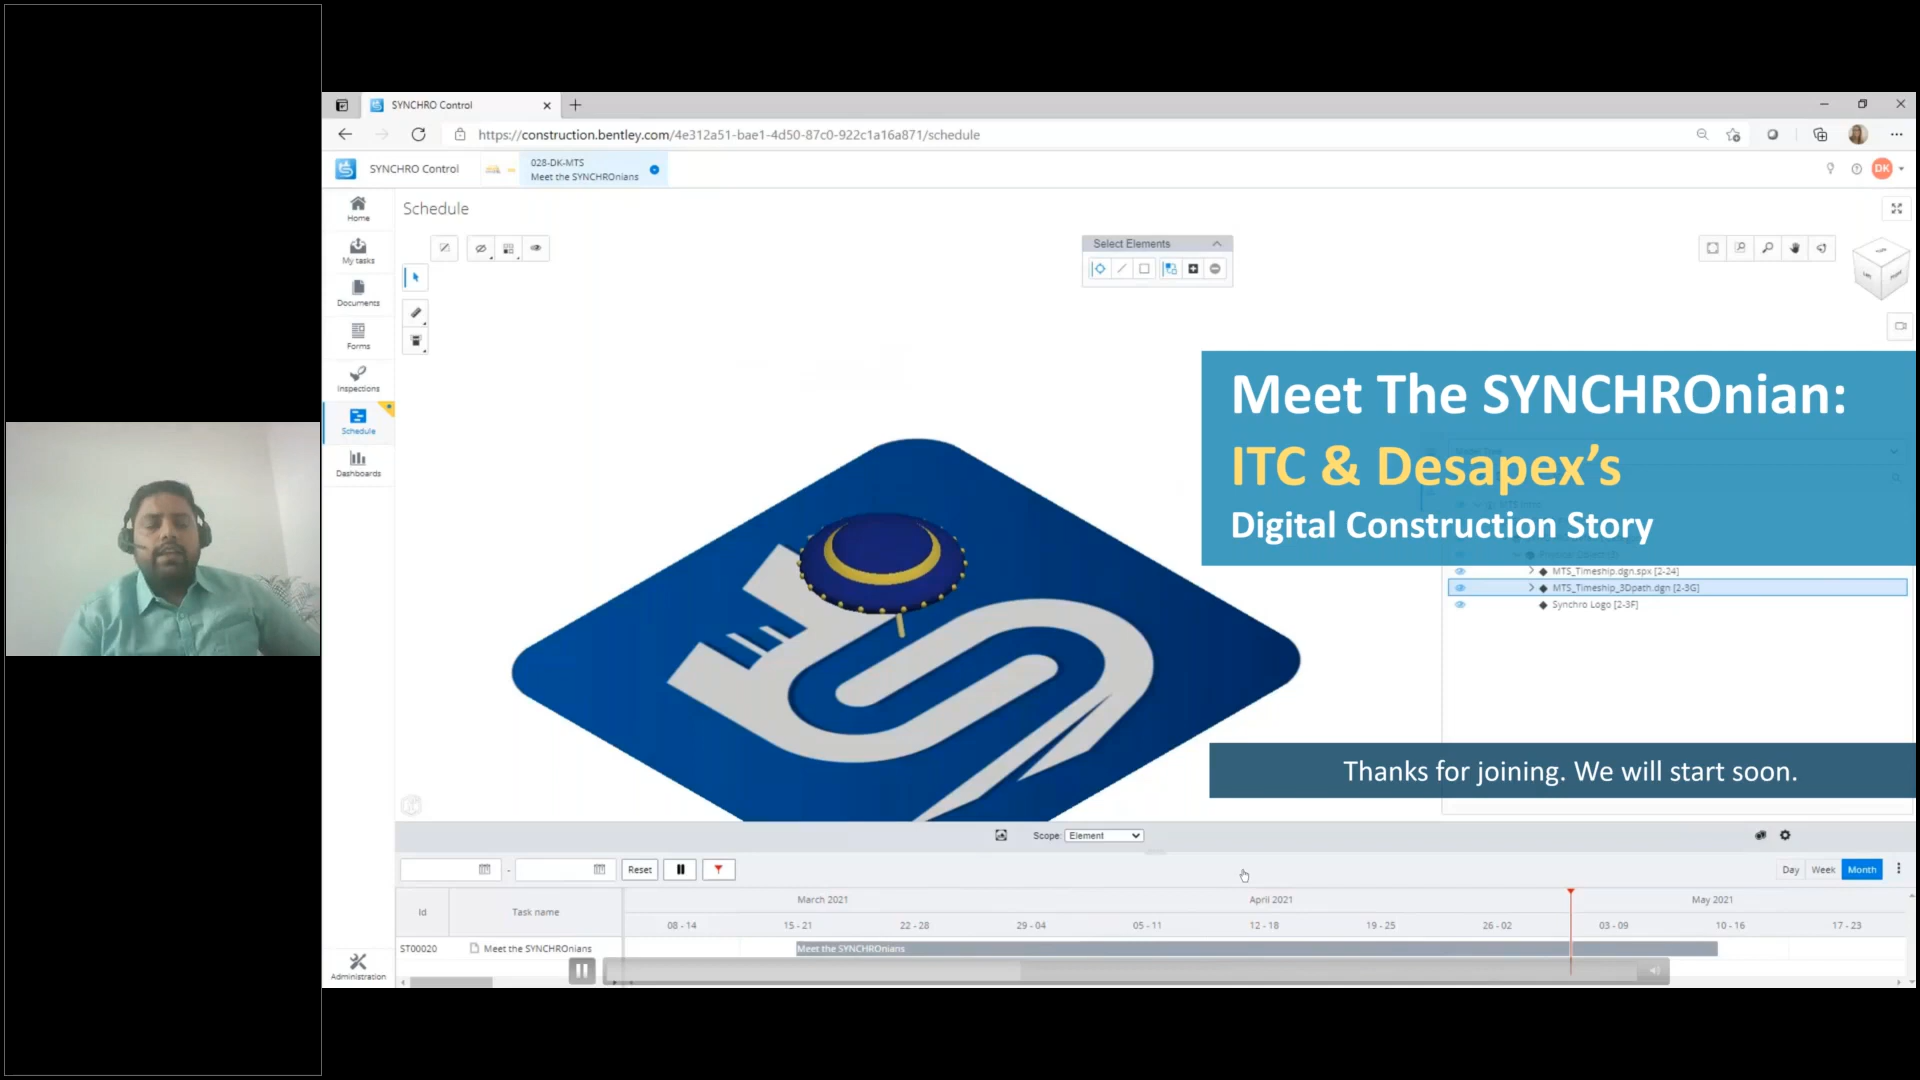 SYNCHRO Control
https://construction.bentley.com/4e312a51-bae1-4d50-87c0-922c1a16a871/schedule
SYNCHRO Control
028-DK-MTS
Meet the SYNCHROnians
DK
Home
My tasks
Documents
Forms
Inspections
Schedule
Dashboards
Administration
Schedule
Select Elements
Meet The SYNCHROnian:
ITC & Desapex’s
Digital Construction Story
MTS_Timeship.dgn.spx [2-24]
MTS_Timeship_3Dpath.dgn [2-3G]
Synchro Logo [2-3F]
Thanks for joining. We will start soon.
Scope: Element
- Reset
Day Week Month
Id Task name
March 2021 April 2021 May 2021
08 - 14 15 - 21 22 - 28 29 - 04 05 - 11 12 - 18 19 - 25 26 - 02 03 - 09 10 - 16 17 - 23
ST00020 Meet the SYNCHROnians Meet the SYNCHROnians